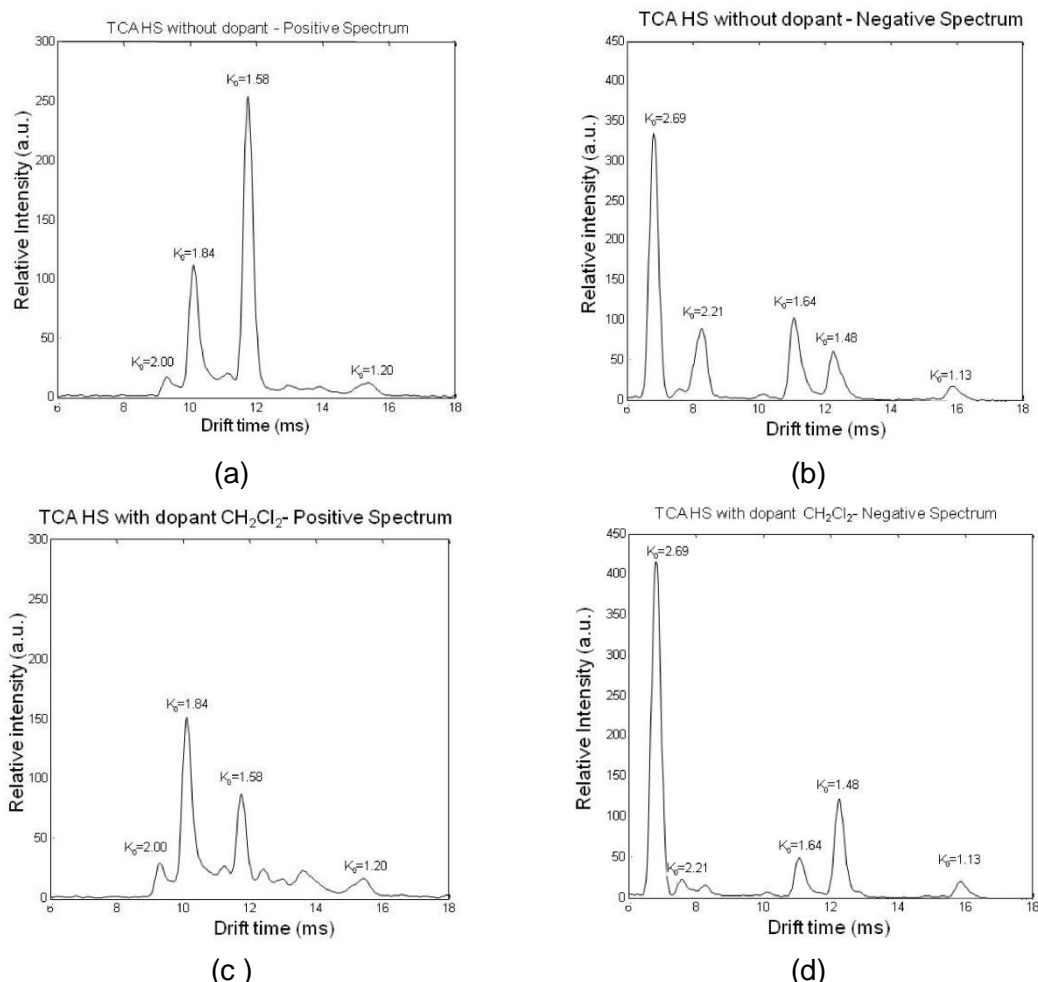 TCA HS without dopant - Positive Spectrum
300
250
200
150
100
50
0
Relative Intensity (a.u.)
K₀=1.58
K₀=1.84
K₀=2.00
K₀=1.20
6 8 10 12 14 16 18
Drift time (ms)
(a)
TCA HS without dopant - Negative Spectrum
450
400
350
300
250
200
150
100
50
0
Relative Intensity (a.u.)
K₀=2.69
K₀=2.21
K₀=1.64
K₀=1.48
K₀=1.13
6 8 10 12 14 16 18
Drift time (ms)
(b)
TCA HS with dopant CH₂Cl₂- Positive Spectrum
300
250
200
150
100
50
0
Relative intensity (a.u.)
K₀=1.84
K₀=1.58
K₀=2.00
K₀=1.20
6 8 10 12 14 16 18
Drift time (ms)
(c )
TCA HS with dopant CH₂Cl₂- Negative Spectrum
450
400
350
300
250
200
150
100
50
0
Relative intensity (a.u.)
K₀=2.69
K₀=2.21
K₀=1.64
K₀=1.48
K₀=1.13
6 8 10 12 14 16 18
Drift time (ms)
(d)